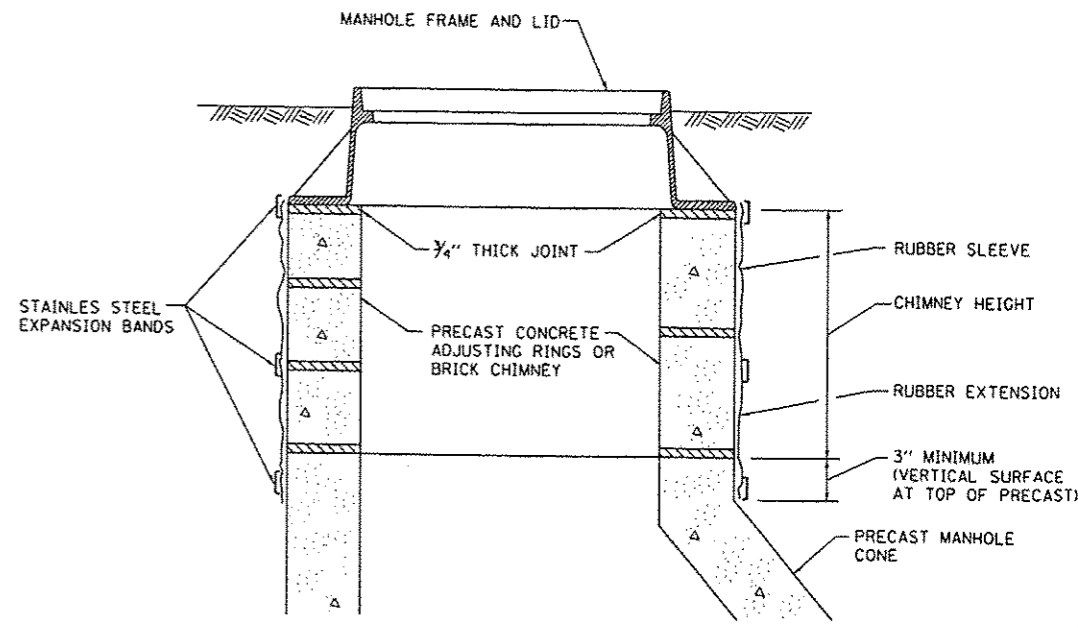 MANHOLE FRAME AND LID
¾" THICK JOINT
RUBBER SLEEVE
STAINLES STEEL
EXPANSION BANDS
CHIMNEY HEIGHT
PRECAST CONCRETE
ADJUSTING RINGS OR
BRICK CHIMNEY
RUBBER EXTENSION
3" MINIMUM
(VERTICAL SURFACE
AT TOP OF PRECAST)
PRECAST MANHOLE
CONE